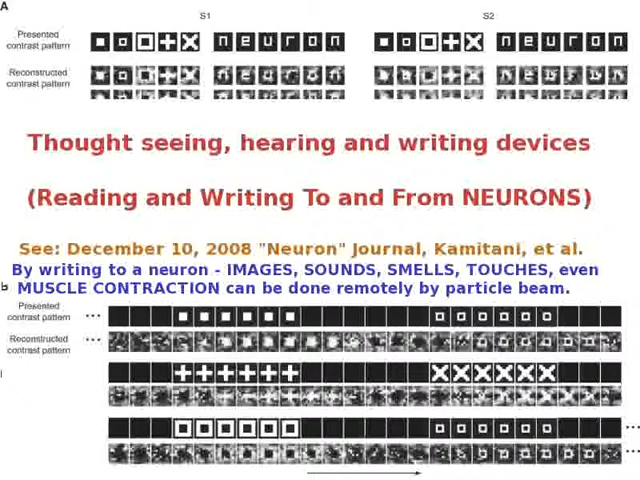 A
S1 S2
Presented
contrast pattern
n e u r o n n e u r o n
Reconstructed
contrast pattern
Thought seeing, hearing and writing devices
(Reading and Writing To and From NEURONS)
See: December 10, 2008 "Neuron" Journal, Kamitani, et al.
By writing to a neuron - IMAGES, SOUNDS, SMELLS, TOUCHES, even
MUSCLE CONTRACTION can be done remotely by particle beam.
Presented
contrast pattern
Reconstructed
contrast pattern